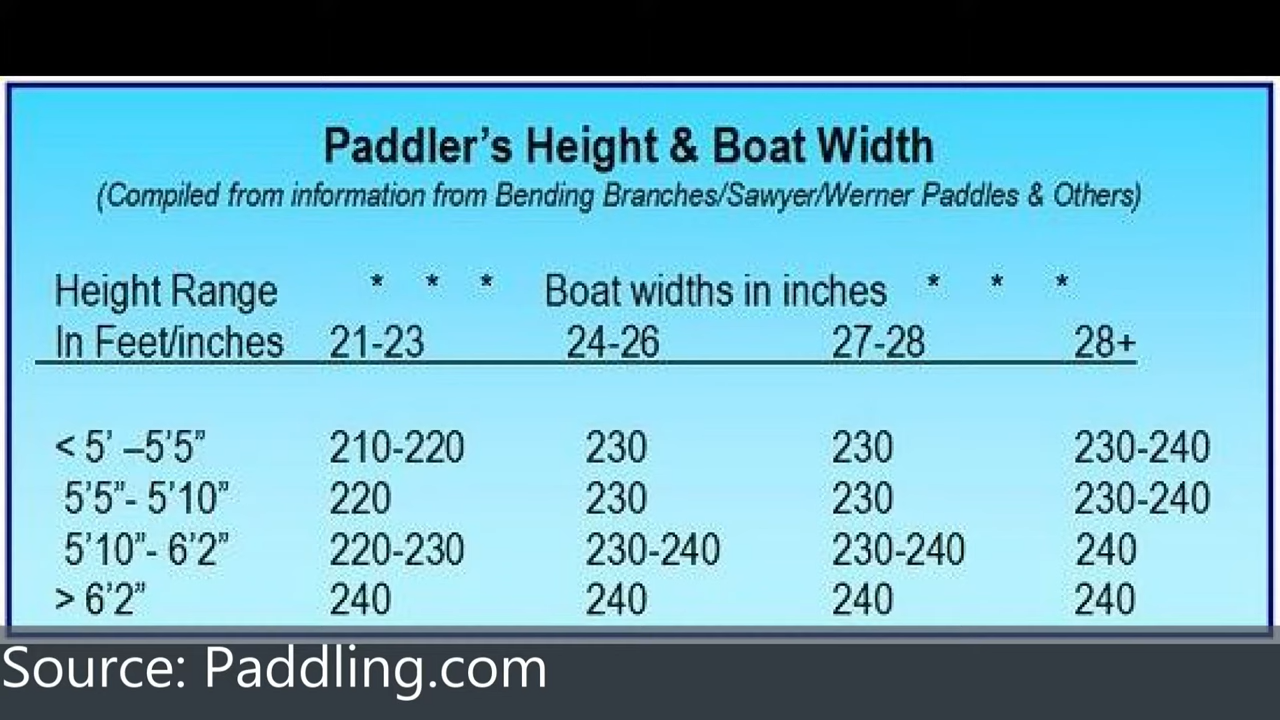 Paddler's Height & Boat Width
(Compiled from information from Bending Branches/Sawyer/Werner Paddles & Others)
Height Range * * * Boat widths in inches * * *
In Feet/inches 21-23 24-26 27-28 28+
< 5’ –5’5” 210-220 230 230 230-240
5’5”- 5’10” 220 230 230 230-240
5’10”- 6’2” 220-230 230-240 230-240 240
> 6’2” 240 240 240 240
Source: Paddling.com